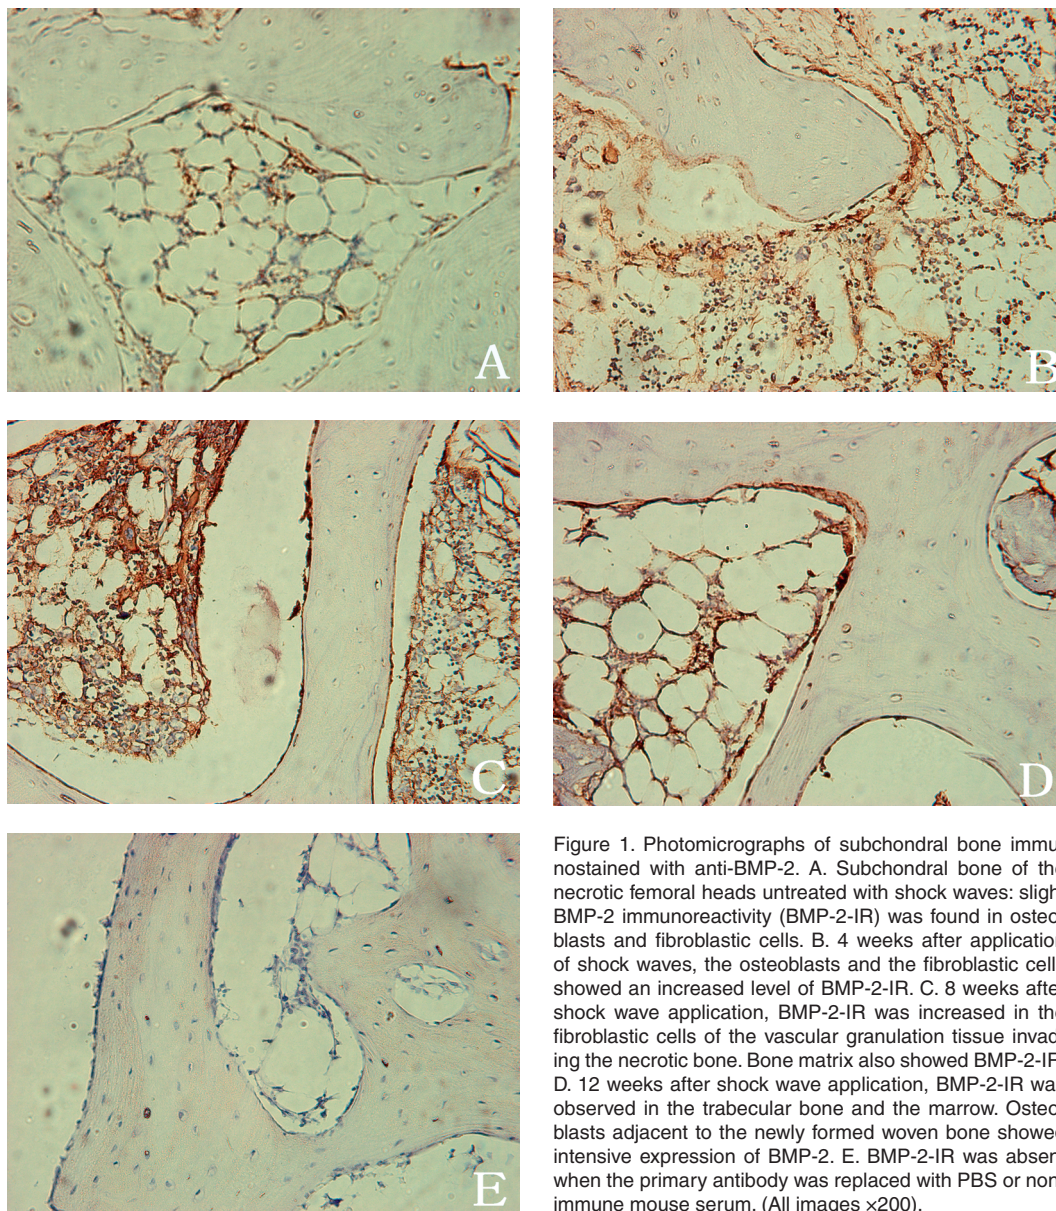 A
B
C
D
E
Figure 1. Photomicrographs of subchondral bone immu
nostained with anti-BMP-2. A. Subchondral bone of the
necrotic femoral heads untreated with shock waves: sligh
BMP-2 immunoreactivity (BMP-2-IR) was found in osteo
blasts and fibroblastic cells. B. 4 weeks after application
of shock waves, the osteoblasts and the fibroblastic cell
showed an increased level of BMP-2-IR. C. 8 weeks afte
shock wave application, BMP-2-IR was increased in the
fibroblastic cells of the vascular granulation tissue invad
ing the necrotic bone. Bone matrix also showed BMP-2-IR
D. 12 weeks after shock wave application, BMP-2-IR wa
observed in the trabecular bone and the marrow. Osteo
blasts adjacent to the newly formed woven bone showed
intensive expression of BMP-2. E. BMP-2-IR was absen
when the primary antibody was replaced with PBS or non
immune mouse serum. (All images ×200).